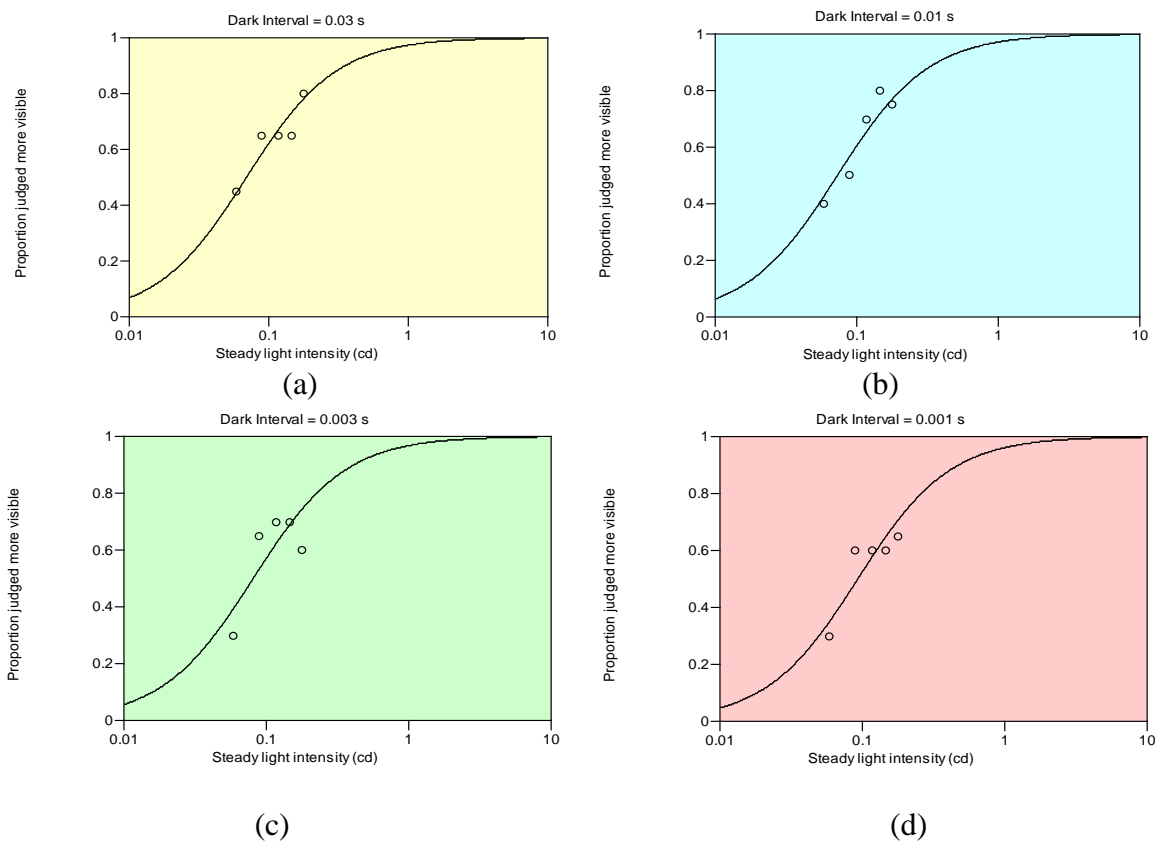 Dark Interval = 0.03 s
Proportion judged more visible
1
0.8
0.6
0.4
0.2
0
0.01
0.1
1
10
Steady light intensity (cd)
(a)
Dark Interval = 0.01 s
Proportion judged more visible
1
0.8
0.6
0.4
0.2
0
0.01
0.1
1
10
Steady light intensity (cd)
(b)
Dark Interval = 0.003 s
Proportion judged more visible
1
0.8
0.6
0.4
0.2
0
0.01
0.1
1
10
Steady light intensity (cd)
(c)
Dark Interval = 0.001 s
Proportion judged more visible
1
0.8
0.6
0.4
0.2
0
0.01
0.1
1
10
Steady light intensity (cd)
(d)